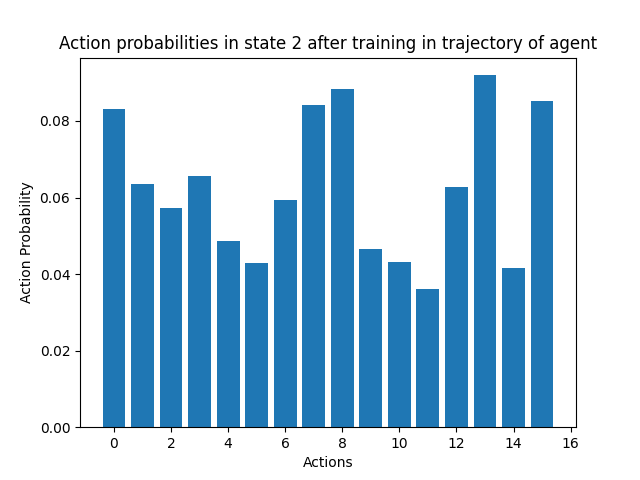 Action probabilities in state 2 after training in trajectory of agent
Action Probability
0.08
0.06
0.04
0.02
0.00
0 2 4 6 8 10 12 14 16
Actions